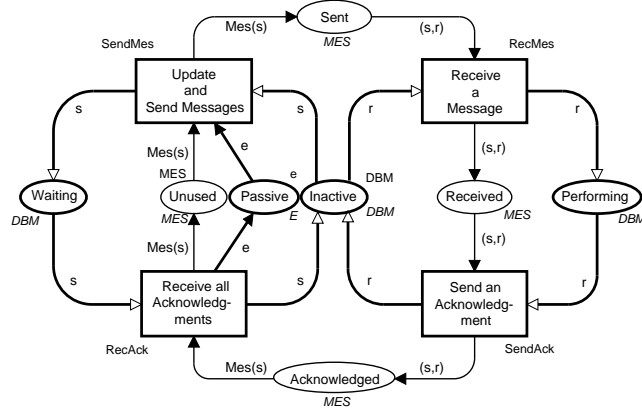 Sent
Mes(s)
(s,r)
MES
SendMes
RecMes
Update
and
Send Messages
Receive
a
Message
s
s
r
r
e
(s,r)
Mes(s)
MES
e
DBM
Waiting
Unused
Passive
Inactive
Received
Performing
DBM
MES
E
DBM
MES
DBM
Mes(s)
e
(s,r)
s
s
r
r
Receive all
Acknowledg-
ments
Send an
Acknowledg-
ment
RecAck
SendAck
Mes(s)
(s,r)
Acknowledged
MES